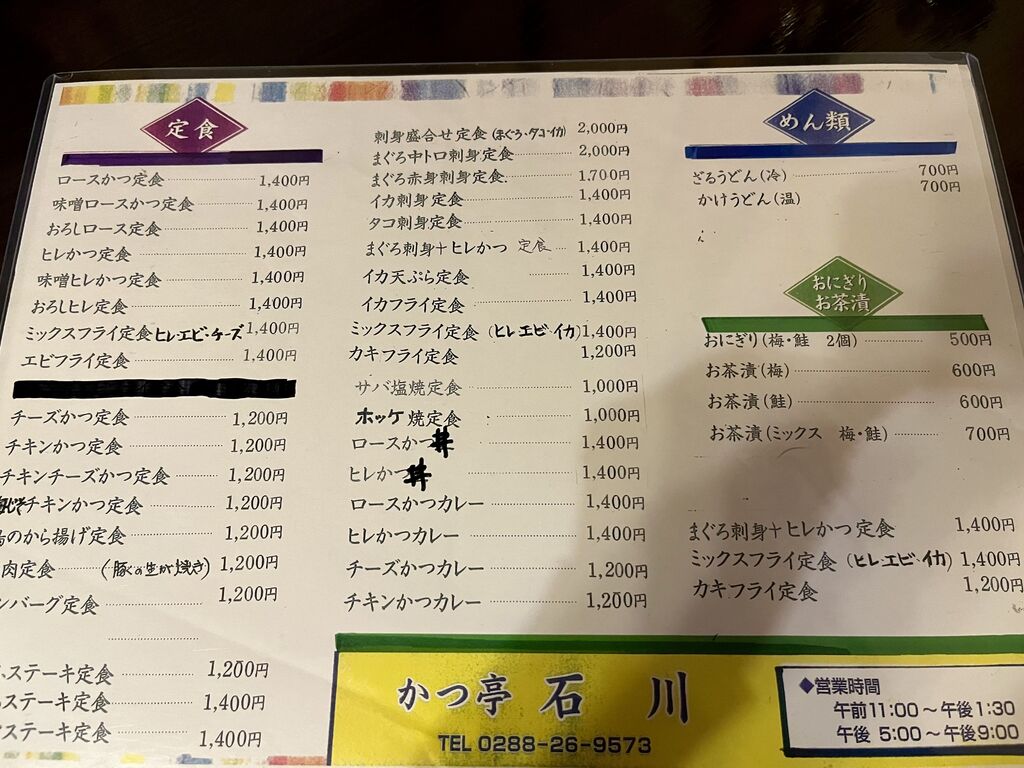 定食
ロースかつ定食 1,400円
味噌ロースかつ定食 1,400円
おろしロース定食 1,400円
ヒレかつ定食 1,400円
味噌ヒレかつ定食 1,400円
おろしヒレ定食 1,400円
ミックスフライ定食 ヒレ・エビ・チーズ 1,400円
エビフライ定食 1,400円
チーズかつ定食 1,200円
チキンかつ定食 1,200円
チキンチーズかつ定食 1,200円
チキンかつ定食 1,200円
のから揚げ定食 1,200円
肉定食 1,200円
ンバーグ定食 1,200円
ステーキ定食 1,200円
ステーキ定食 1,400円
ステーキ定食 1,400円
刺身盛合せ定食 (まぐろ・タコ・イカ) 2,000円
まぐろ中トロ刺身定食 2,000円
まぐろ赤身刺身定食 1,700円
イカ刺身定食 1,400円
タコ刺身定食 1,400円
まぐろ刺身+ヒレかつ 定食 1,400円
イカ天ぷら定食 1,400円
イカフライ定食 1,400円
ミックスフライ定食 (ヒレ・エビ・イカ) 1,400円
カキフライ定食 1,200円
サバ塩焼定食 1,000円
ホッケ焼定食 1,000円
ロースかつ丼 1,400円
ヒレかつ丼 1,400円
ロースかつカレー 1,400円
ヒレかつカレー 1,400円
チーズかつカレー 1,200円
チキンかつカレー 1,200円
めん類
ざるうどん(冷) 700円
かけうどん(温) 700円
おにぎり
お茶漬
おにぎり(梅・鮭 2個) 500円
お茶漬(梅) 600円
お茶漬(鮭) 600円
お茶漬(ミックス 梅・鮭) 700円
まぐろ刺身+ヒレかつ定食 1,400円
ミックスフライ定食 (ヒレ・エビ・イカ) 1,400円
カキフライ定食 1,200円
かつ亭 石川
TEL 0288-26-9573
◆営業時間
午前11:00～午後1:30
午後 5:00～午後9:00